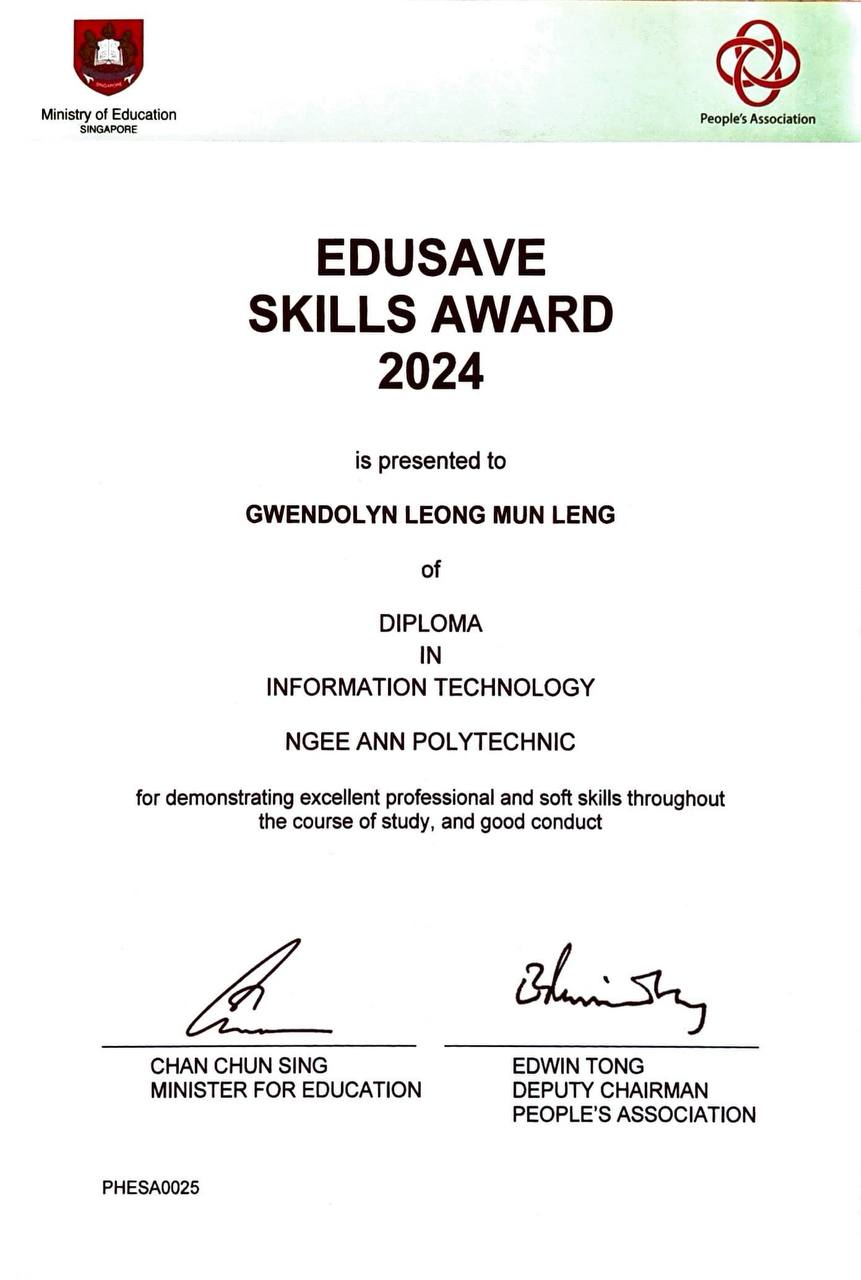 SINGAPORE
Ministry of Education
SINGAPORE
People's Association
EDUSAVE
SKILLS AWARD
2024
is presented to
GWENDOLYN LEONG MUN LENG
of
DIPLOMA
IN
INFORMATION TECHNOLOGY
NGEE ANN POLYTECHNIC
for demonstrating excellent professional and soft skills throughout
the course of study, and good conduct
CHAN CHUN SING
MINISTER FOR EDUCATION
EDWIN TONG
DEPUTY CHAIRMAN
PEOPLE'S ASSOCIATION
PHESA0025